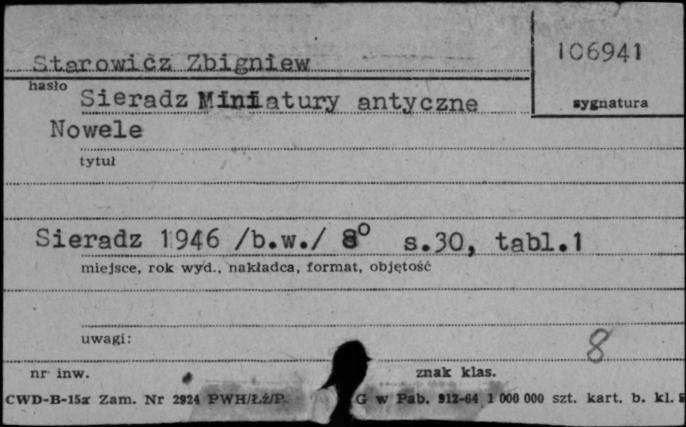 Starowicz Zbigniew
106941
hasło
Sieradz Miniatury antyczne
sygnatura
Nowele
tytuł
Sieradz 1946 /b.w./ 8° s.30, tabl.1
miejsce, rok wyd., nakładca, format, objętość
uwagi:
8
nr inw.
znak klas.
CWD-B-15a Zam. Nr 2924 PWH/Łź/P. G w Pab. 912-64 1 000 000 szt. kart. b. kl.